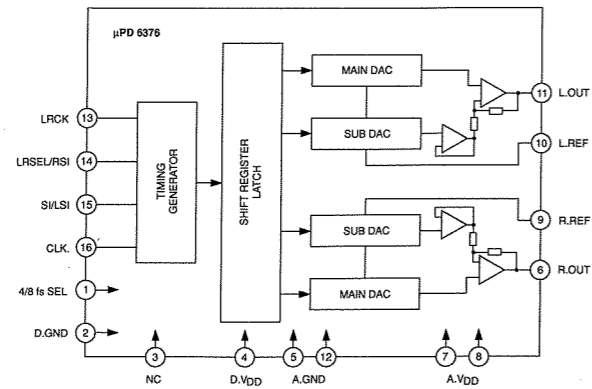 μPD 6376
MAIN DAC
11 L.OUT
LRCK 13
SUB DAC
10 L.REF
LRSEL/RSI 14
TIMING
GENERATOR
SHIFT REGISTER
LATCH
SI/LSI 15
9 R.REF
SUB DAC
CLK. 16
6 R.OUT
4/8 fs SEL 1
MAIN DAC
D.GND 2
3 4 5 12 7 8
NC D.VDD A.GND A.VDD